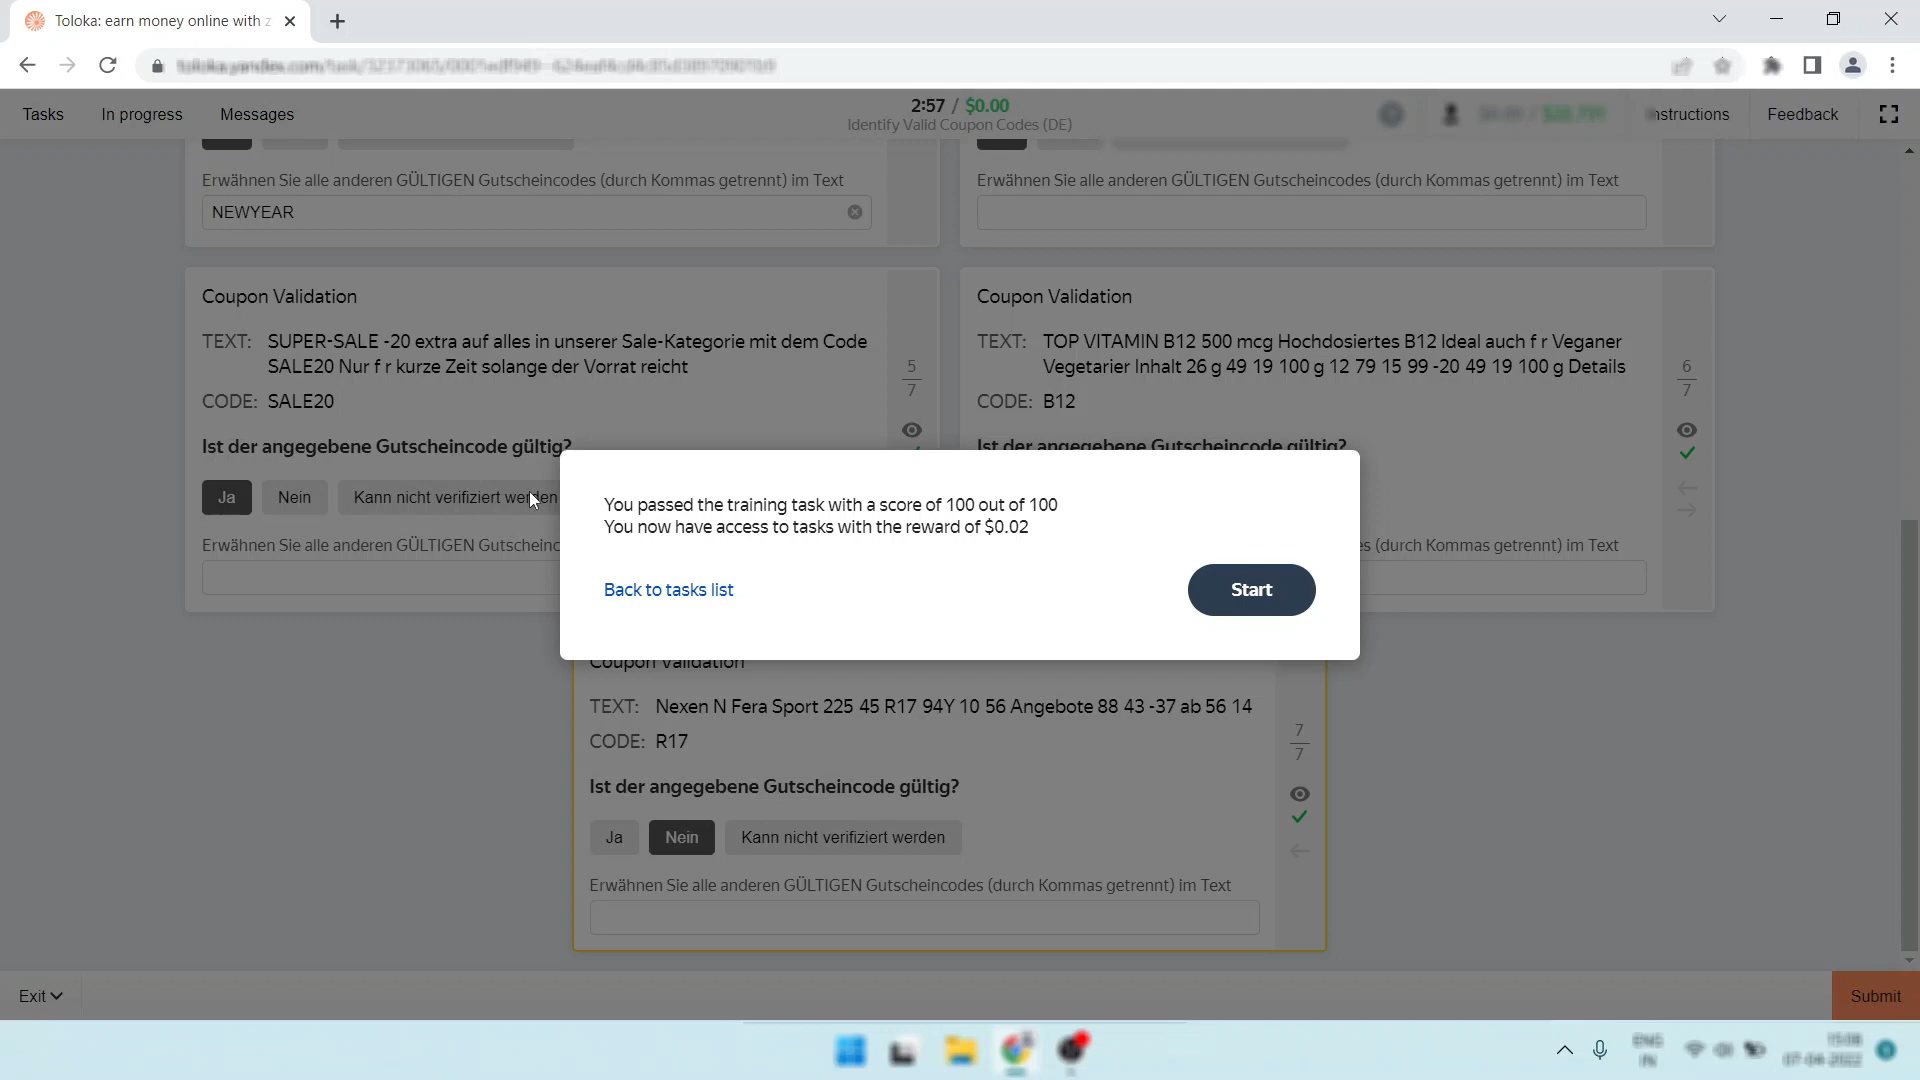 Toloka: earn money online with
Tasks
In progress
Messages
2:57 / $0.00
Identify Valid Coupon Codes (DE)
nstructions
Feedback
Erwähnen Sie alle anderen GÜLTIGEN Gutscheincodes (durch Kommas getrennt) im Text
NEWYEAR
Erwähnen Sie alle anderen GÜLTIGEN Gutscheincodes (durch Kommas getrennt) im Text
Coupon Validation
TEXT: SUPER-SALE -20 extra auf alles in unserer Sale-Kategorie mit dem Code
SALE20 Nur f r kurze Zeit solange der Vorrat reicht
CODE: SALE20
Ist der angegebene Gutscheincode gültig?
Ja
Nein
Kann nicht verifiziert werden
Erwähnen Sie alle anderen GÜLTIGEN Gutscheinc
5
7
Coupon Validation
TEXT: TOP VITAMIN B12 500 mcg Hochdosiertes B12 Ideal auch f r Veganer
Vegetarier Inhalt 26 g 49 19 100 g 12 79 15 99 -20 49 19 100 g Details
CODE: B12
Ist der angegebene Gutscheincode gültig?
es (durch Kommas getrennt) im Text
6
7
You passed the training task with a score of 100 out of 100
You now have access to tasks with the reward of $0.02
Back to tasks list
Start
Coupon Validation
TEXT: Nexen N Fera Sport 225 45 R17 94Y 10 56 Angebote 88 43 -37 ab 56 14
CODE: R17
Ist der angegebene Gutscheincode gültig?
Ja
Nein
Kann nicht verifiziert werden
Erwähnen Sie alle anderen GÜLTIGEN Gutscheincodes (durch Kommas getrennt) im Text
7
7
Exit
Submit
ENG
IN
15:08
07-04-2022